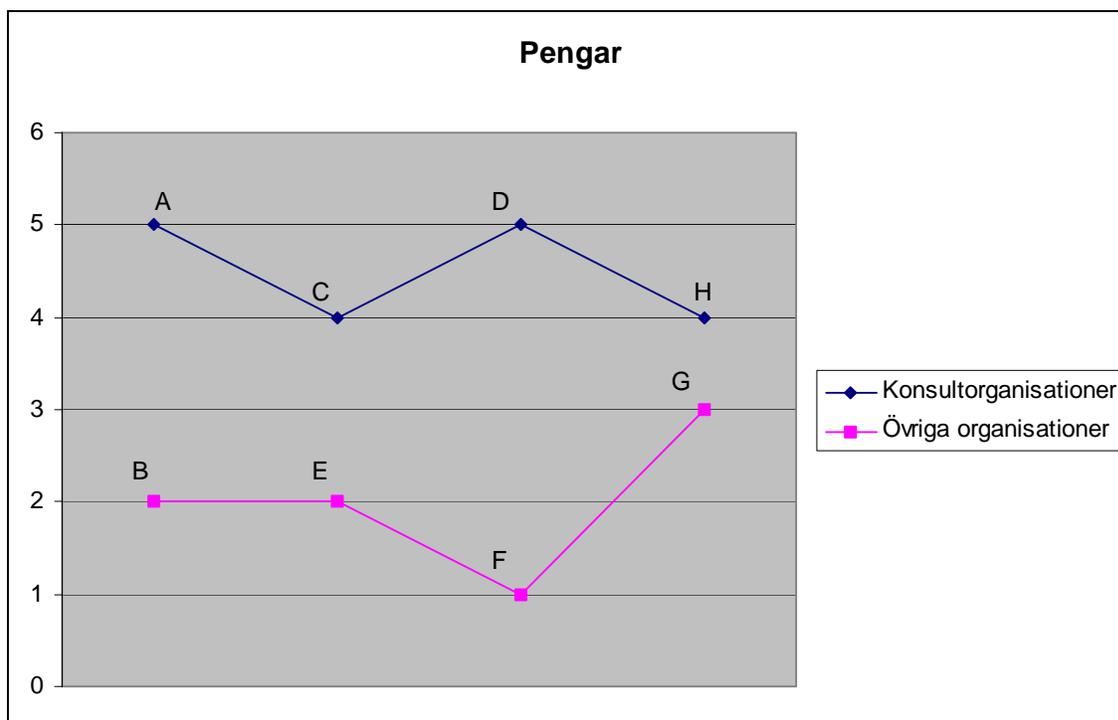 Pengar
6
A
D
5
C
H
4
G
3
B
E
2
F
1
0
Konsultorganisationer
Övriga organisationer